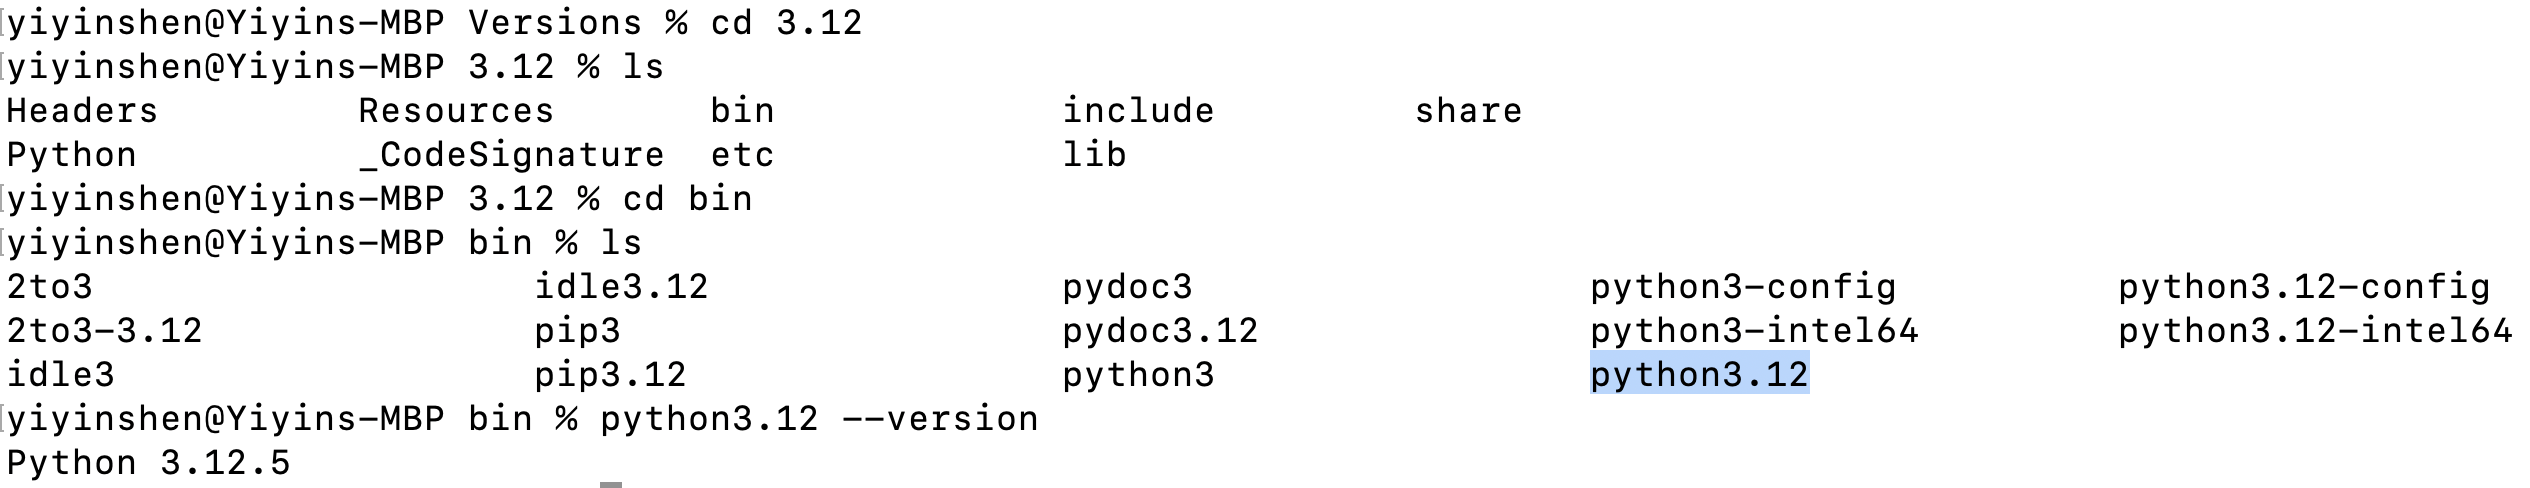 yiyinshen@Yiyins-MBP Versions % cd 3.12
yiyinshen@Yiyins-MBP 3.12 % ls
Headers Resources bin include share
Python _CodeSignature etc lib
yiyinshen@Yiyins-MBP 3.12 % cd bin
yiyinshen@Yiyins-MBP bin % ls
2to3 idle3.12 pydoc3 python3-config python3.12-config
2to3-3.12 pip3 pydoc3.12 python3-intel64 python3.12-intel64
idle3 pip3.12 python3 python3.12
yiyinshen@Yiyins-MBP bin % python3.12 --version
Python 3.12.5